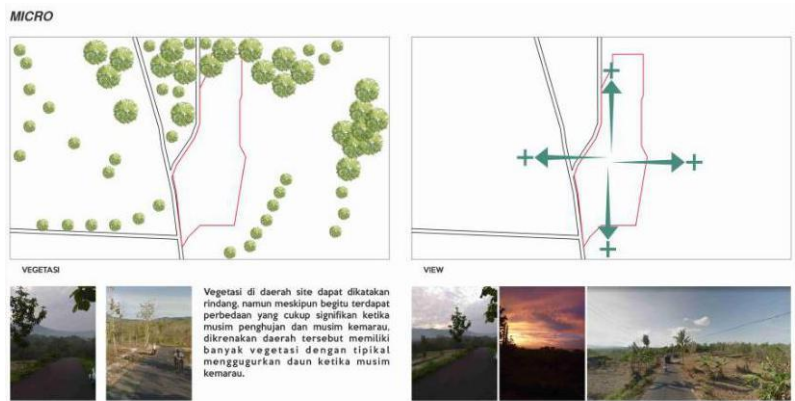 MICRO
VEGETASI
Vegetasi di daerah site dapat dikatakan
rindang, namun meskipun begitu terdapat
perbedaan yang cukup signifikan ketika
musim penghujan dan musim kemarau,
dikrenakan daerah tersebut memiliki
banyak vegetasi dengan tipikal
menggugurkan daun ketika musim
kemarau.
VIEW